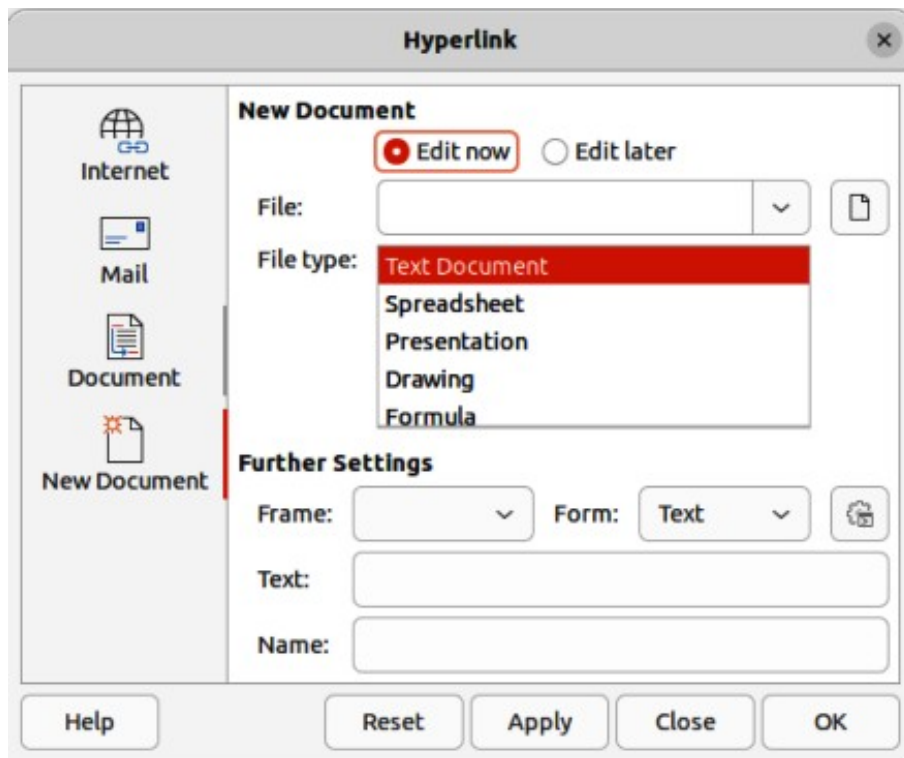 Hyperlink
Internet
Mail
Document
New Document
New Document
Edit now Edit later
File:
File type:
Text Document
Spreadsheet
Presentation
Drawing
Formula
Further Settings
Frame: Form: Text
Text:
Name:
Help Reset Apply Close OK